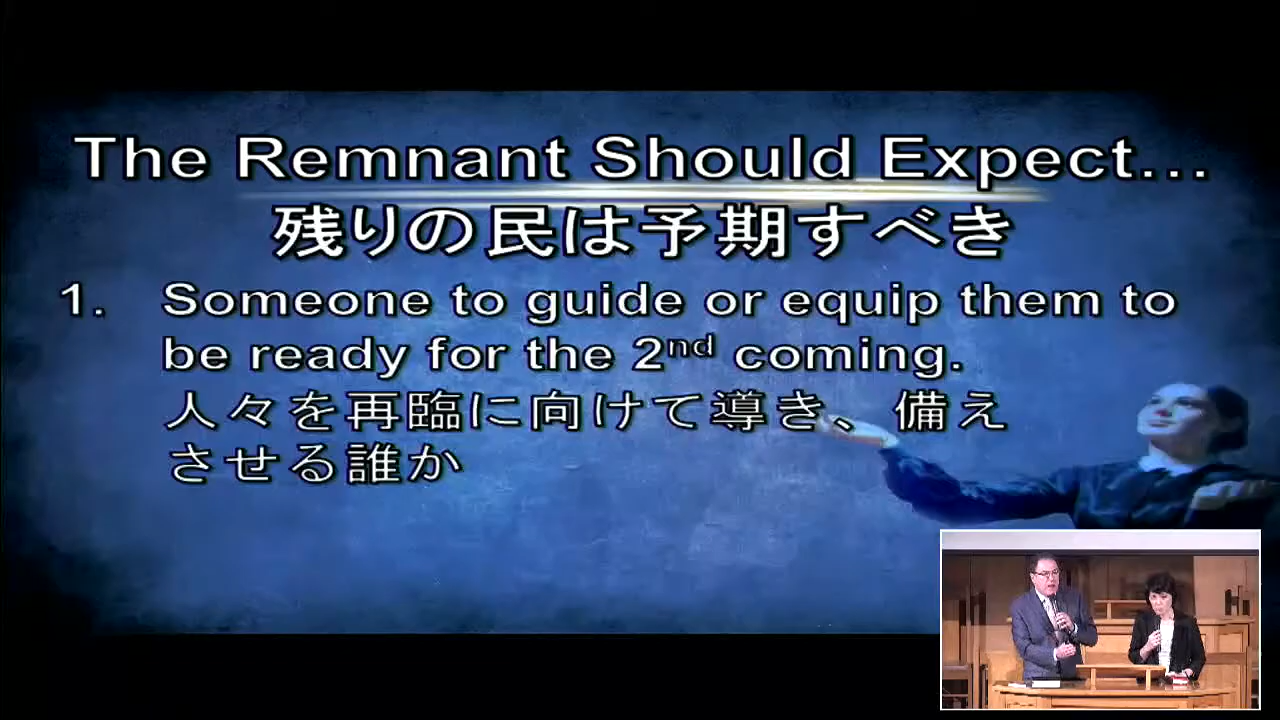 The Remnant Should Expect...
残りの民は予期すべき
1. Someone to guide or equip them to
be ready for the 2nd coming.
人々を再臨に向けて導き、備え
させる誰か